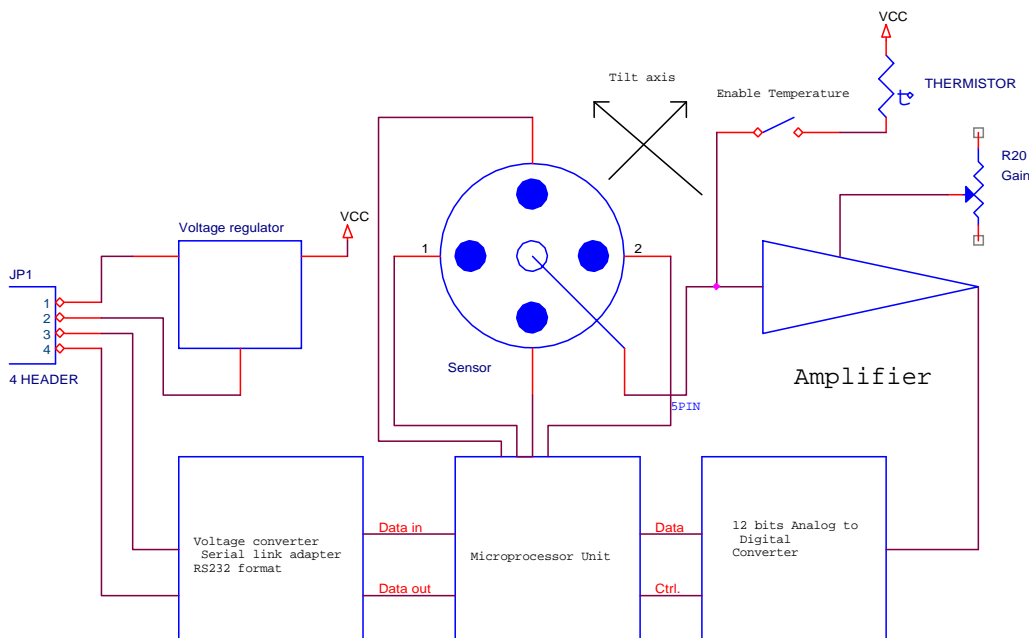 VCC
Tilt axis
Enable Temperature
THERMISTOR
t°
R20
Gain
VCC
Voltage regulator
1
2
JP1
1
2
3
4
4 HEADER
Sensor
5PIN
Amplifier
Data in
Data
Voltage converter
Serial link adapter
RS232 format
Microprocessor Unit
12 bits Analog to
Digital
Converter
Data out
Ctrl.